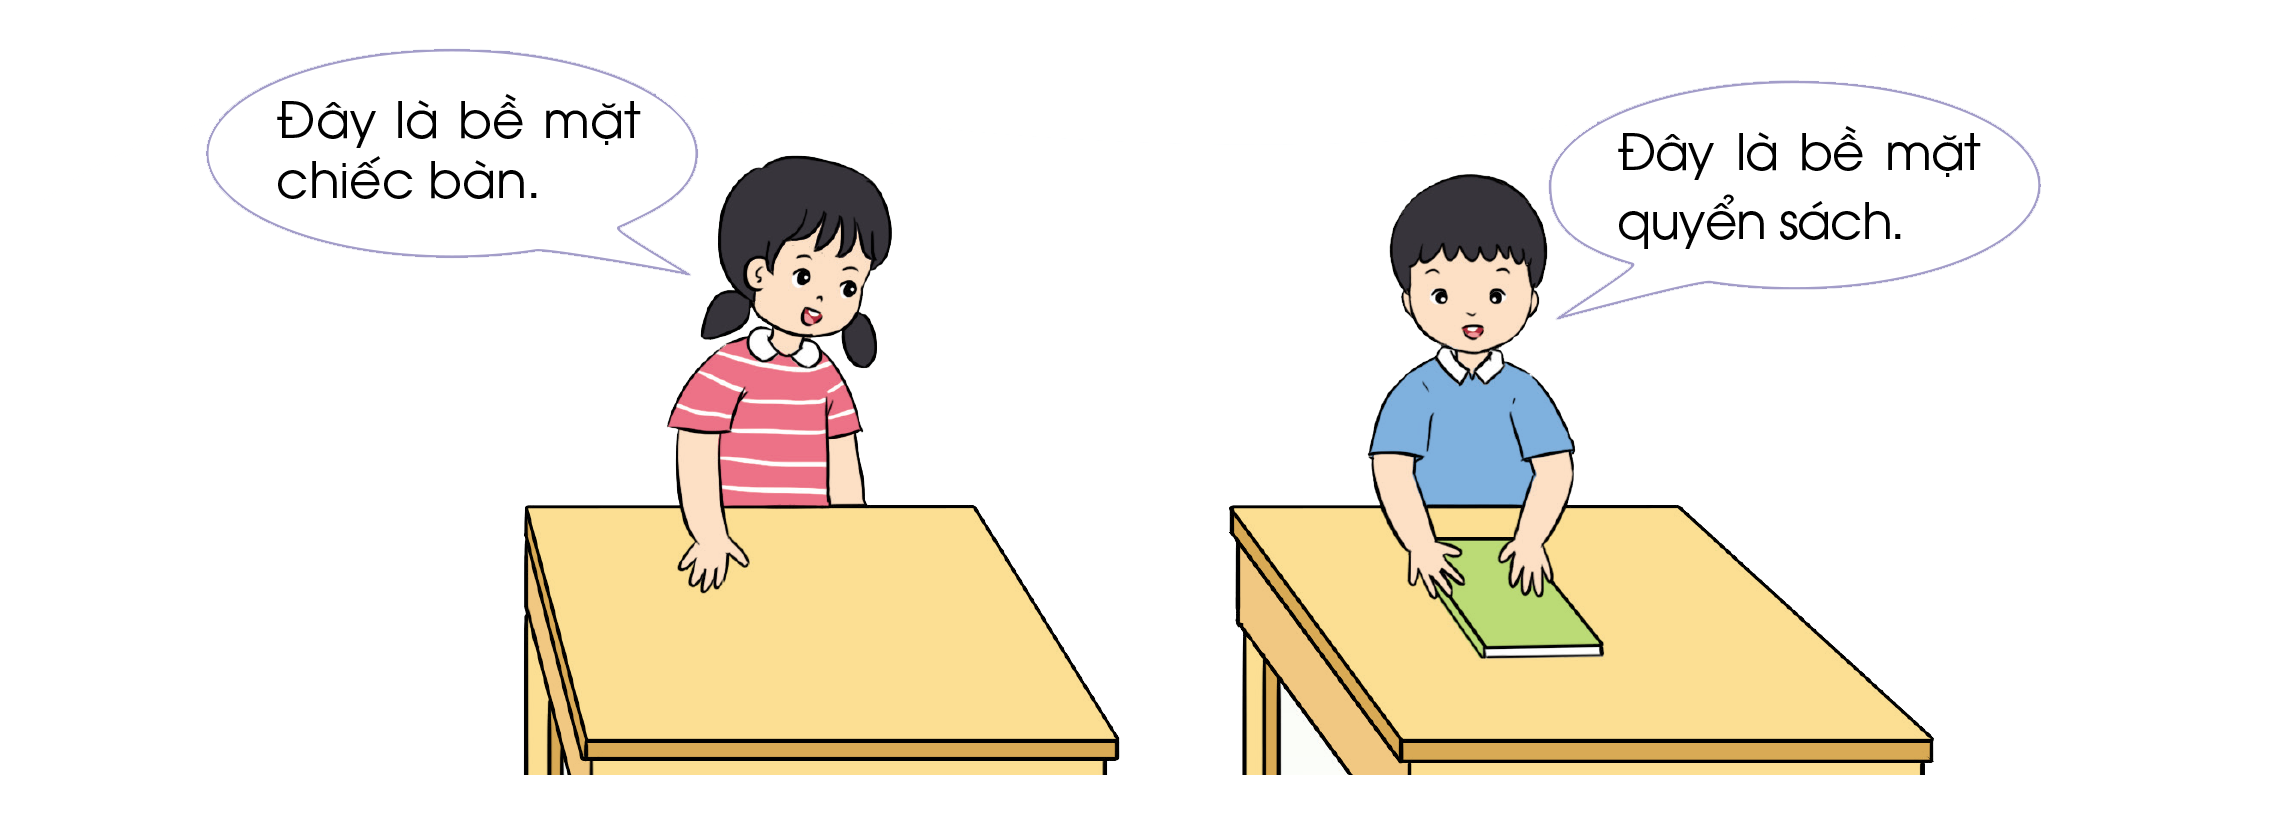 Đây là bề mặt
chiếc bàn.
Đây là bề mặt
quyển sách.